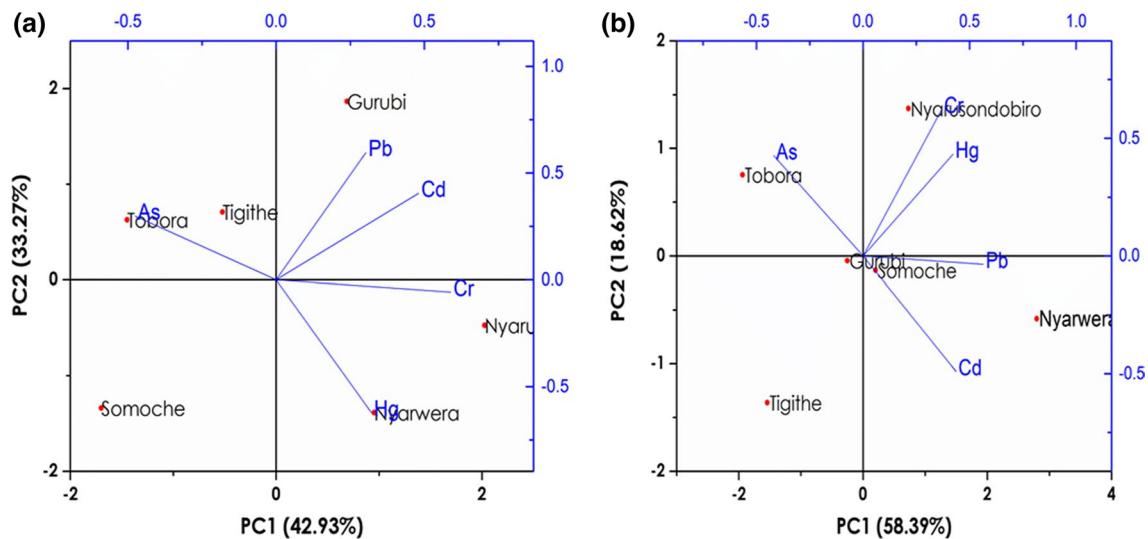 (a)
-0.5 0.0 0.5
1.0
2
Gurubi
Pb
0.5
Cd
As
Tobora
Tigithe
0
0.0
Cr
Nyaru
-0.5
Somoche
Hg
Nyarwera
-2
-2 0 2
PC1 (42.93%)
PC2 (33.27%)
(b)
-0.5 0.0 0.5 1.0
2
Cr
Nyarusondobiro
0.5
1
As
Hg
Tobora
0
0.0
Gurubi
Pb
Somoche
Nyarwera
-1
Cd
-0.5
Tigithe
-2
-2 0 2 4
PC1 (58.39%)
PC2 (18.62%)